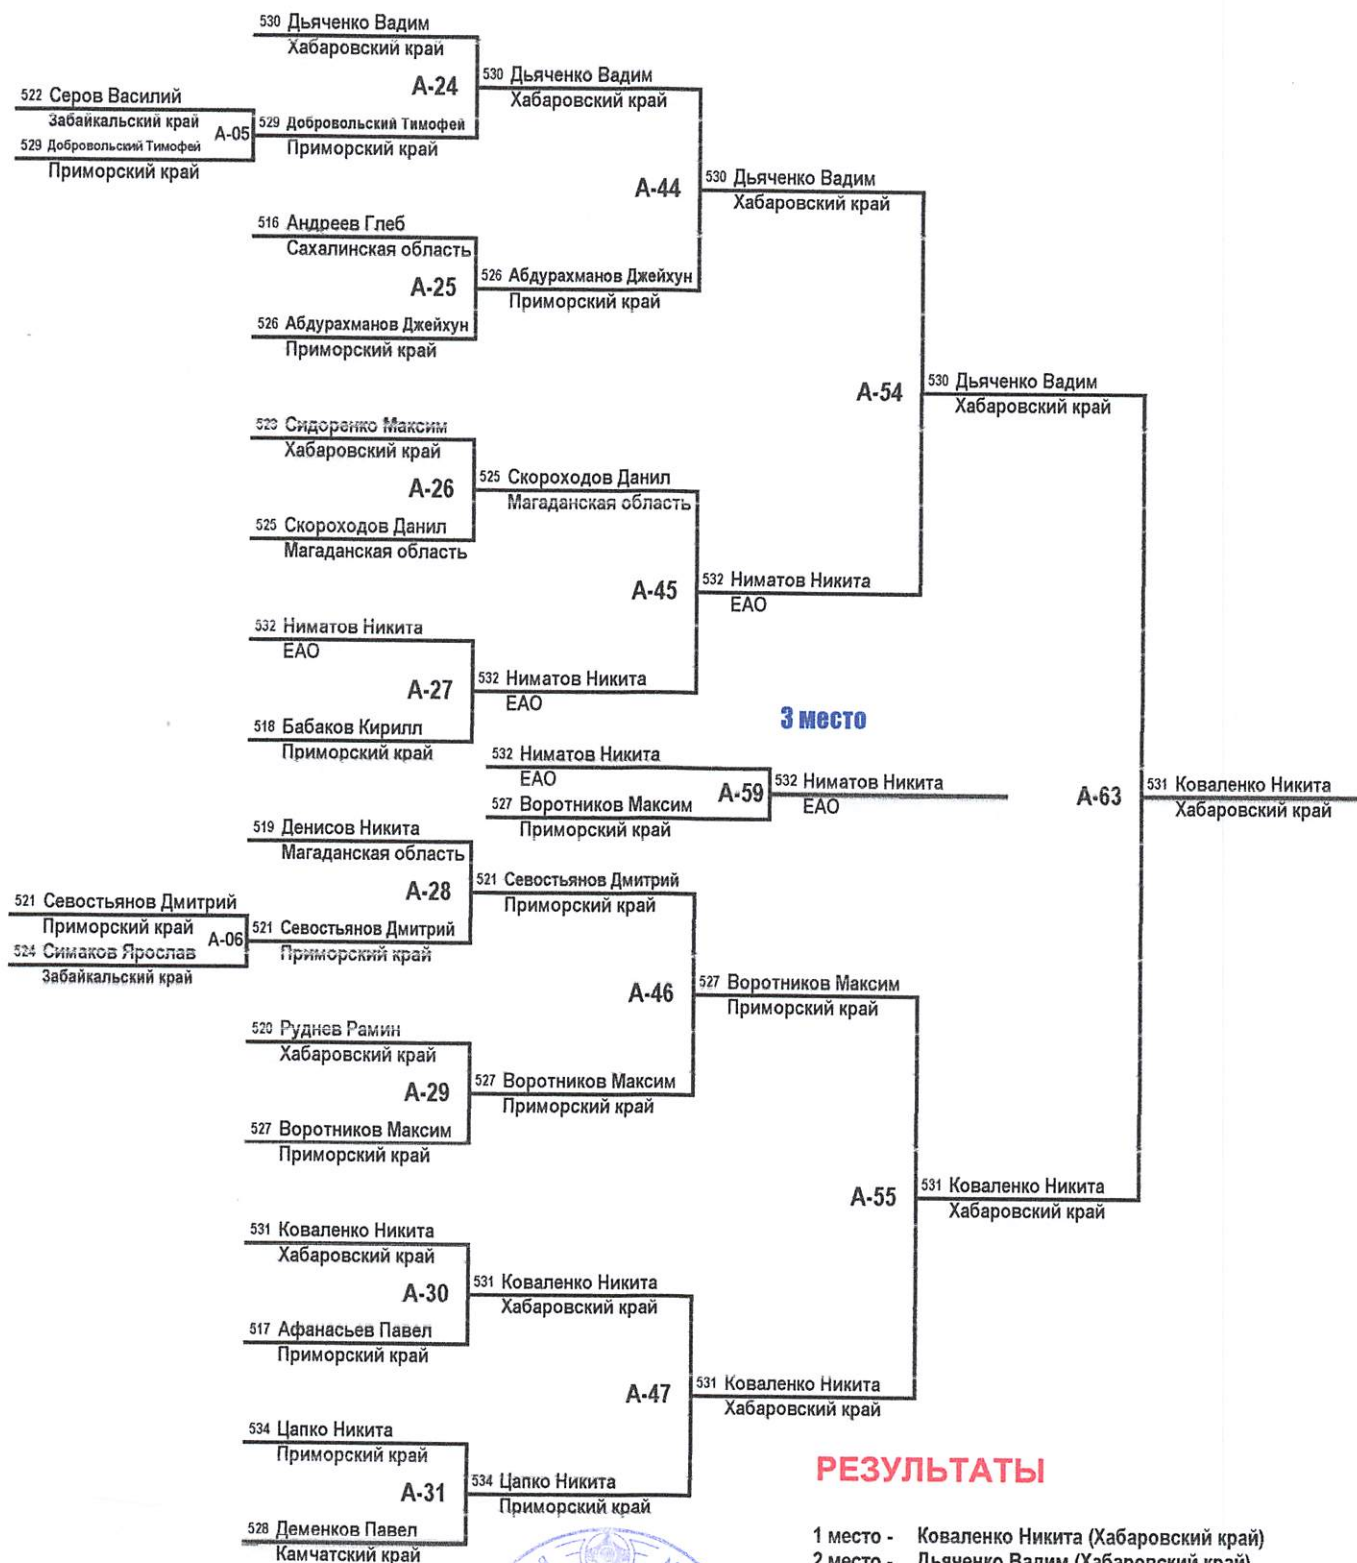 530 Дьяченко Вадим
Хабаровский край
А-24
530 Дьяченко Вадим
Хабаровский край
522 Серов Василий
Забайкальский край
А-05
529 Добровольский Тимофей
Приморский край
529 Добровольский Тимофей
Приморский край
А-44
530 Дьяченко Вадим
Хабаровский край
516 Андреев Глеб
Сахалинская область
А-25
526 Абдурахманов Джейхун
Приморский край
526 Абдурахманов Джейхун
Приморский край
А-54
530 Дьяченко Вадим
Хабаровский край
523 Сидоренко Максим
Хабаровский край
А-26
525 Скороходов Данил
Магаданская область
525 Скороходов Данил
Магаданская область
А-45
532 Ниматов Никита
ЕАО
532 Ниматов Никита
ЕАО
А-27
532 Ниматов Никита
ЕАО
518 Бабаков Кирилл
Приморский край
3 место
532 Ниматов Никита
ЕАО
А-59
532 Ниматов Никита
ЕАО
527 Воротников Максим
Приморский край
А-63
531 Коваленко Никита
Хабаровский край
519 Денисов Никита
Магаданская область
А-28
521 Севостьянов Дмитрий
Приморский край
521 Севостьянов Дмитрий
Приморский край
А-06
521 Севостьянов Дмитрий
Приморский край
524 Симаков Ярослав
Забайкальский край
А-46
527 Воротников Максим
Приморский край
520 Руднев Рамин
Хабаровский край
А-29
527 Воротников Максим
Приморский край
527 Воротников Максим
Приморский край
А-55
531 Коваленко Никита
Хабаровский край
531 Коваленко Никита
Хабаровский край
А-30
531 Коваленко Никита
Хабаровский край
517 Афанасьев Павел
Приморский край
А-47
531 Коваленко Никита
Хабаровский край
534 Цапко Никита
Приморский край
А-31
534 Цапко Никита
Приморский край
528 Деменков Павел
Камчатский край
РЕЗУЛЬТАТЫ
1 место - Коваленко Никита (Хабаровский край)
2 место - Дьяченко Вадим (Хабаровский край)